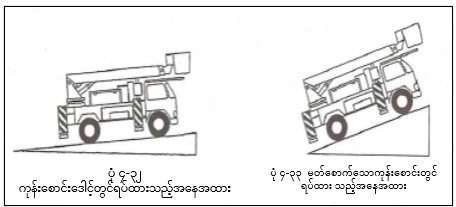 ပုံ ၄-၃၂
ကုန်းစောင်းဒေါင့်တွင်ရပ်ထားသည့်အနေအထား
ပုံ ၄-၃၃ မတ်စောက်သောကုန်းစောင်းတွင်
ရပ်ထား သည့်အနေအထား